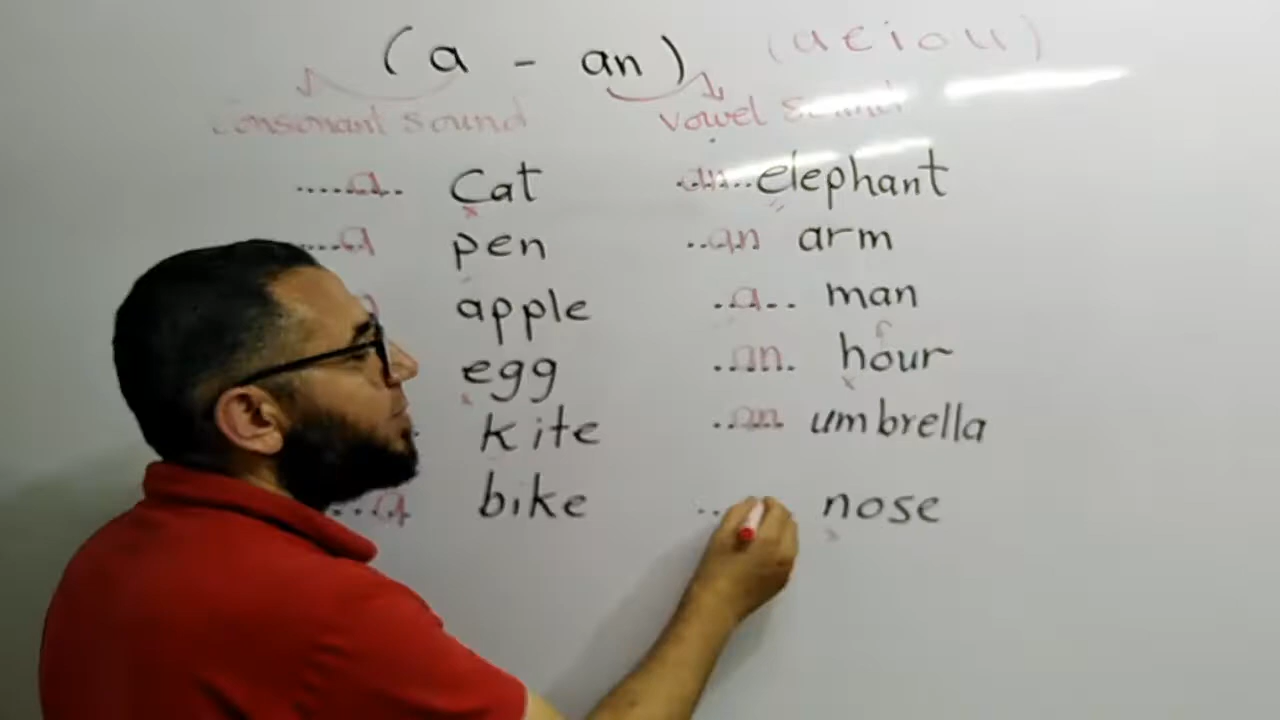 (a - an) (a e i o u)
Consonant sound vowel sound
......a. Cat
....a pen
apple
egg
kite
...a bike
an...elephant
..an arm
..a.. man
..an. hour
..an umbrella
.. nose